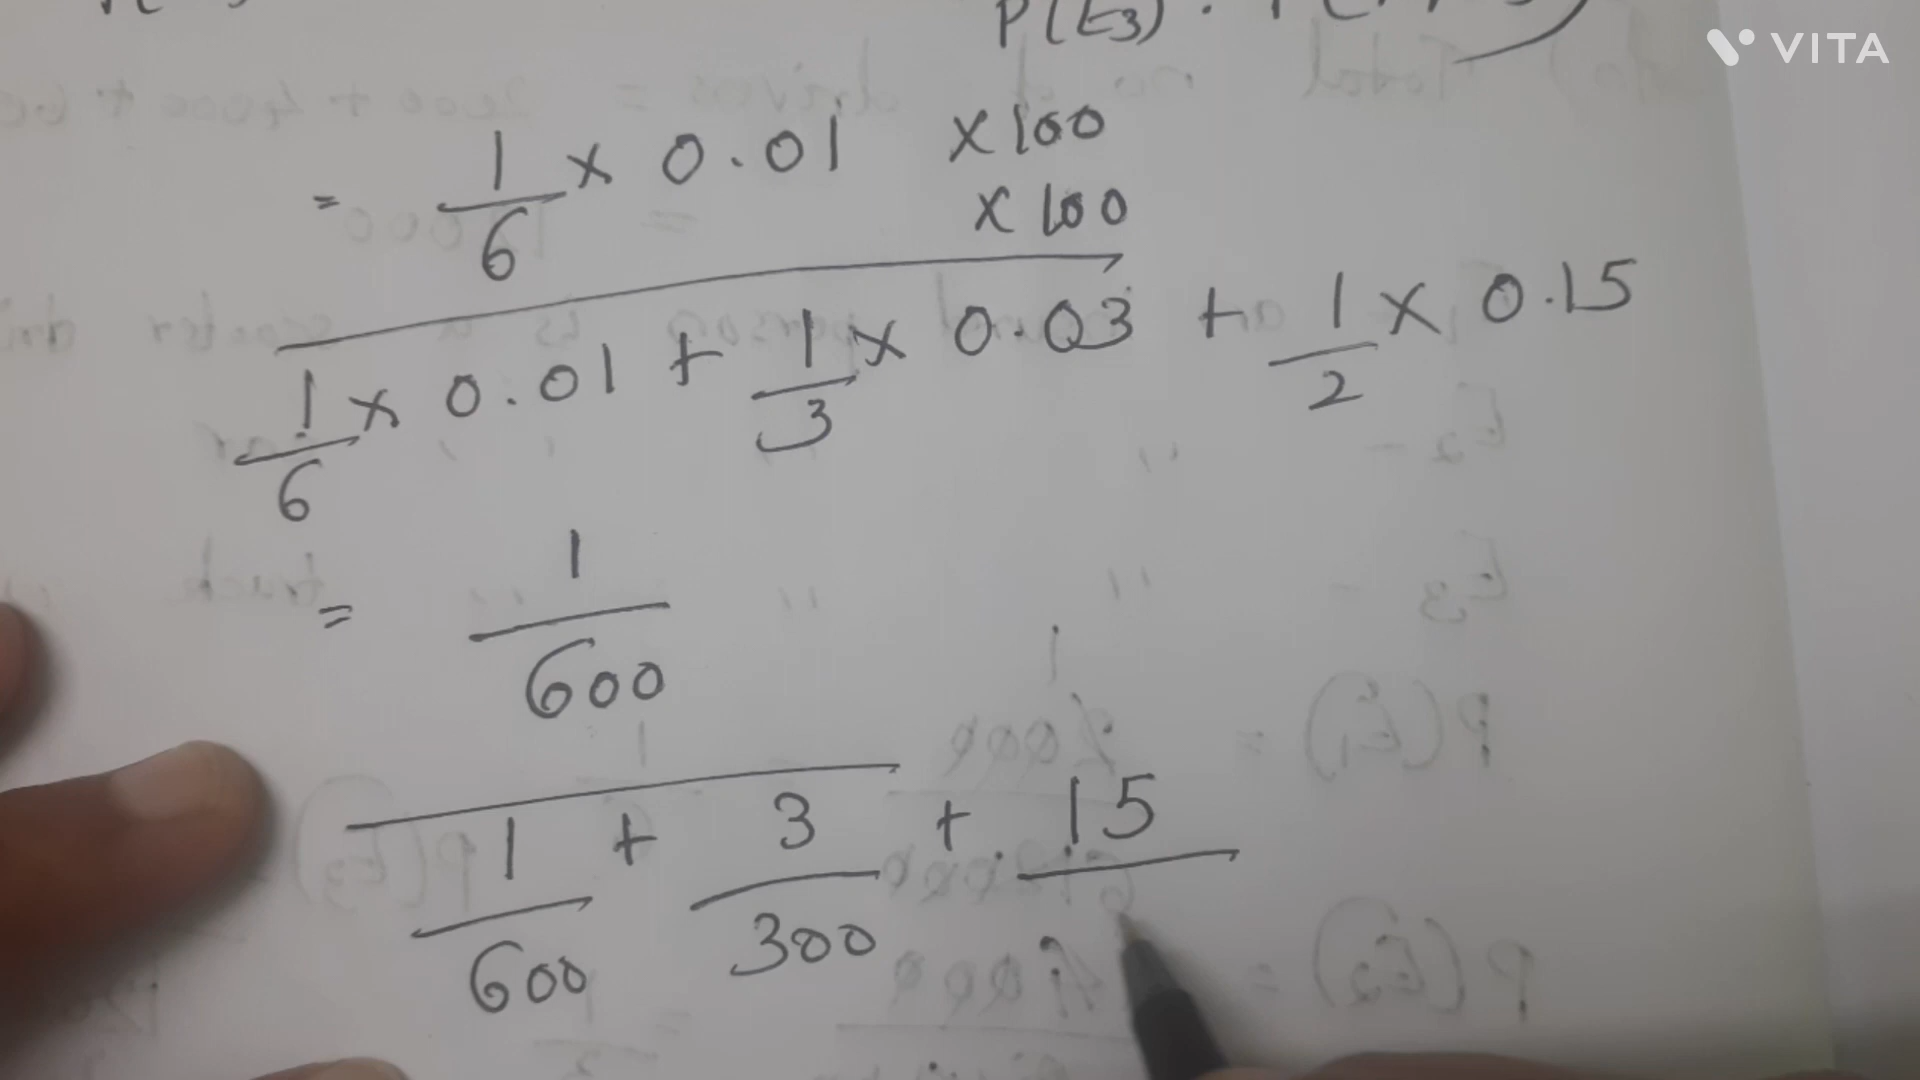 P(E3) .
VITA
= 1/6 × 0.01 ×100
×100
1/6 × 0.01 + 1/3 × 0.03 + 1/2 × 0.15
= 1/600
1/600 + 3/300 + 15